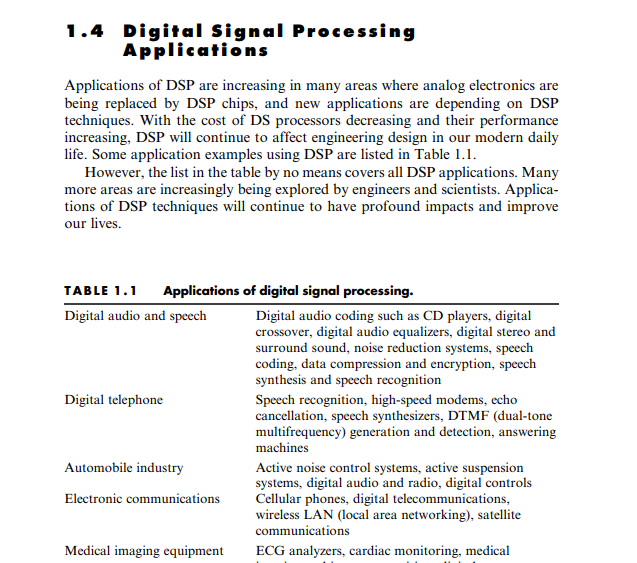 1.4 Digital Signal Processing
Applications
Applications of DSP are increasing in many areas where analog electronics are
being replaced by DSP chips, and new applications are depending on DSP
techniques. With the cost of DS processors decreasing and their performance
increasing, DSP will continue to affect engineering design in our modern daily
life. Some application examples using DSP are listed in Table 1.1.
However, the list in the table by no means covers all DSP applications. Many
more areas are increasingly being explored by engineers and scientists. Applica-
tions of DSP techniques will continue to have profound impacts and improve
our lives.
TABLE 1.1 Applications of digital signal processing.
Digital audio and speech Digital audio coding such as CD players, digital
crossover, digital audio equalizers, digital stereo and
surround sound, noise reduction systems, speech
coding, data compression and encryption, speech
synthesis and speech recognition
Digital telephone Speech recognition, high-speed modems, echo
cancellation, speech synthesizers, DTMF (dual-tone
multifrequency) generation and detection, answering
machines
Automobile industry Active noise control systems, active suspension
systems, digital audio and radio, digital controls
Electronic communications Cellular phones, digital telecommunications,
wireless LAN (local area networking), satellite
communications
Medical imaging equipment ECG analyzers, cardiac monitoring, medical